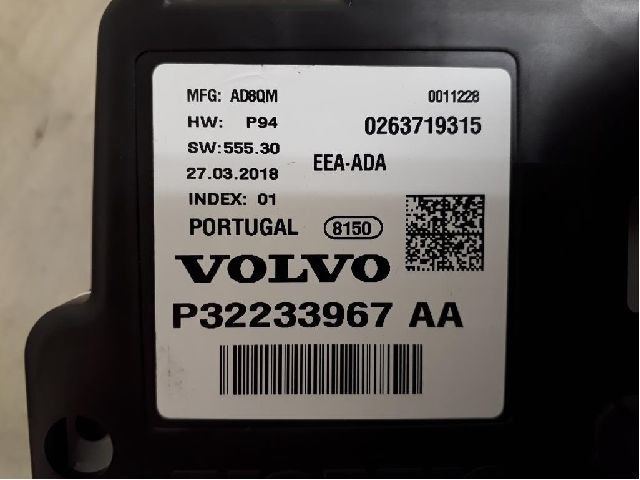 MFG: AD8QM 0011228
HW: P94 0263719315
SW:555.30
EEA-ADA
27.03.2018
INDEX: 01
PORTUGAL 8150
VOLVO
P32233967 AA